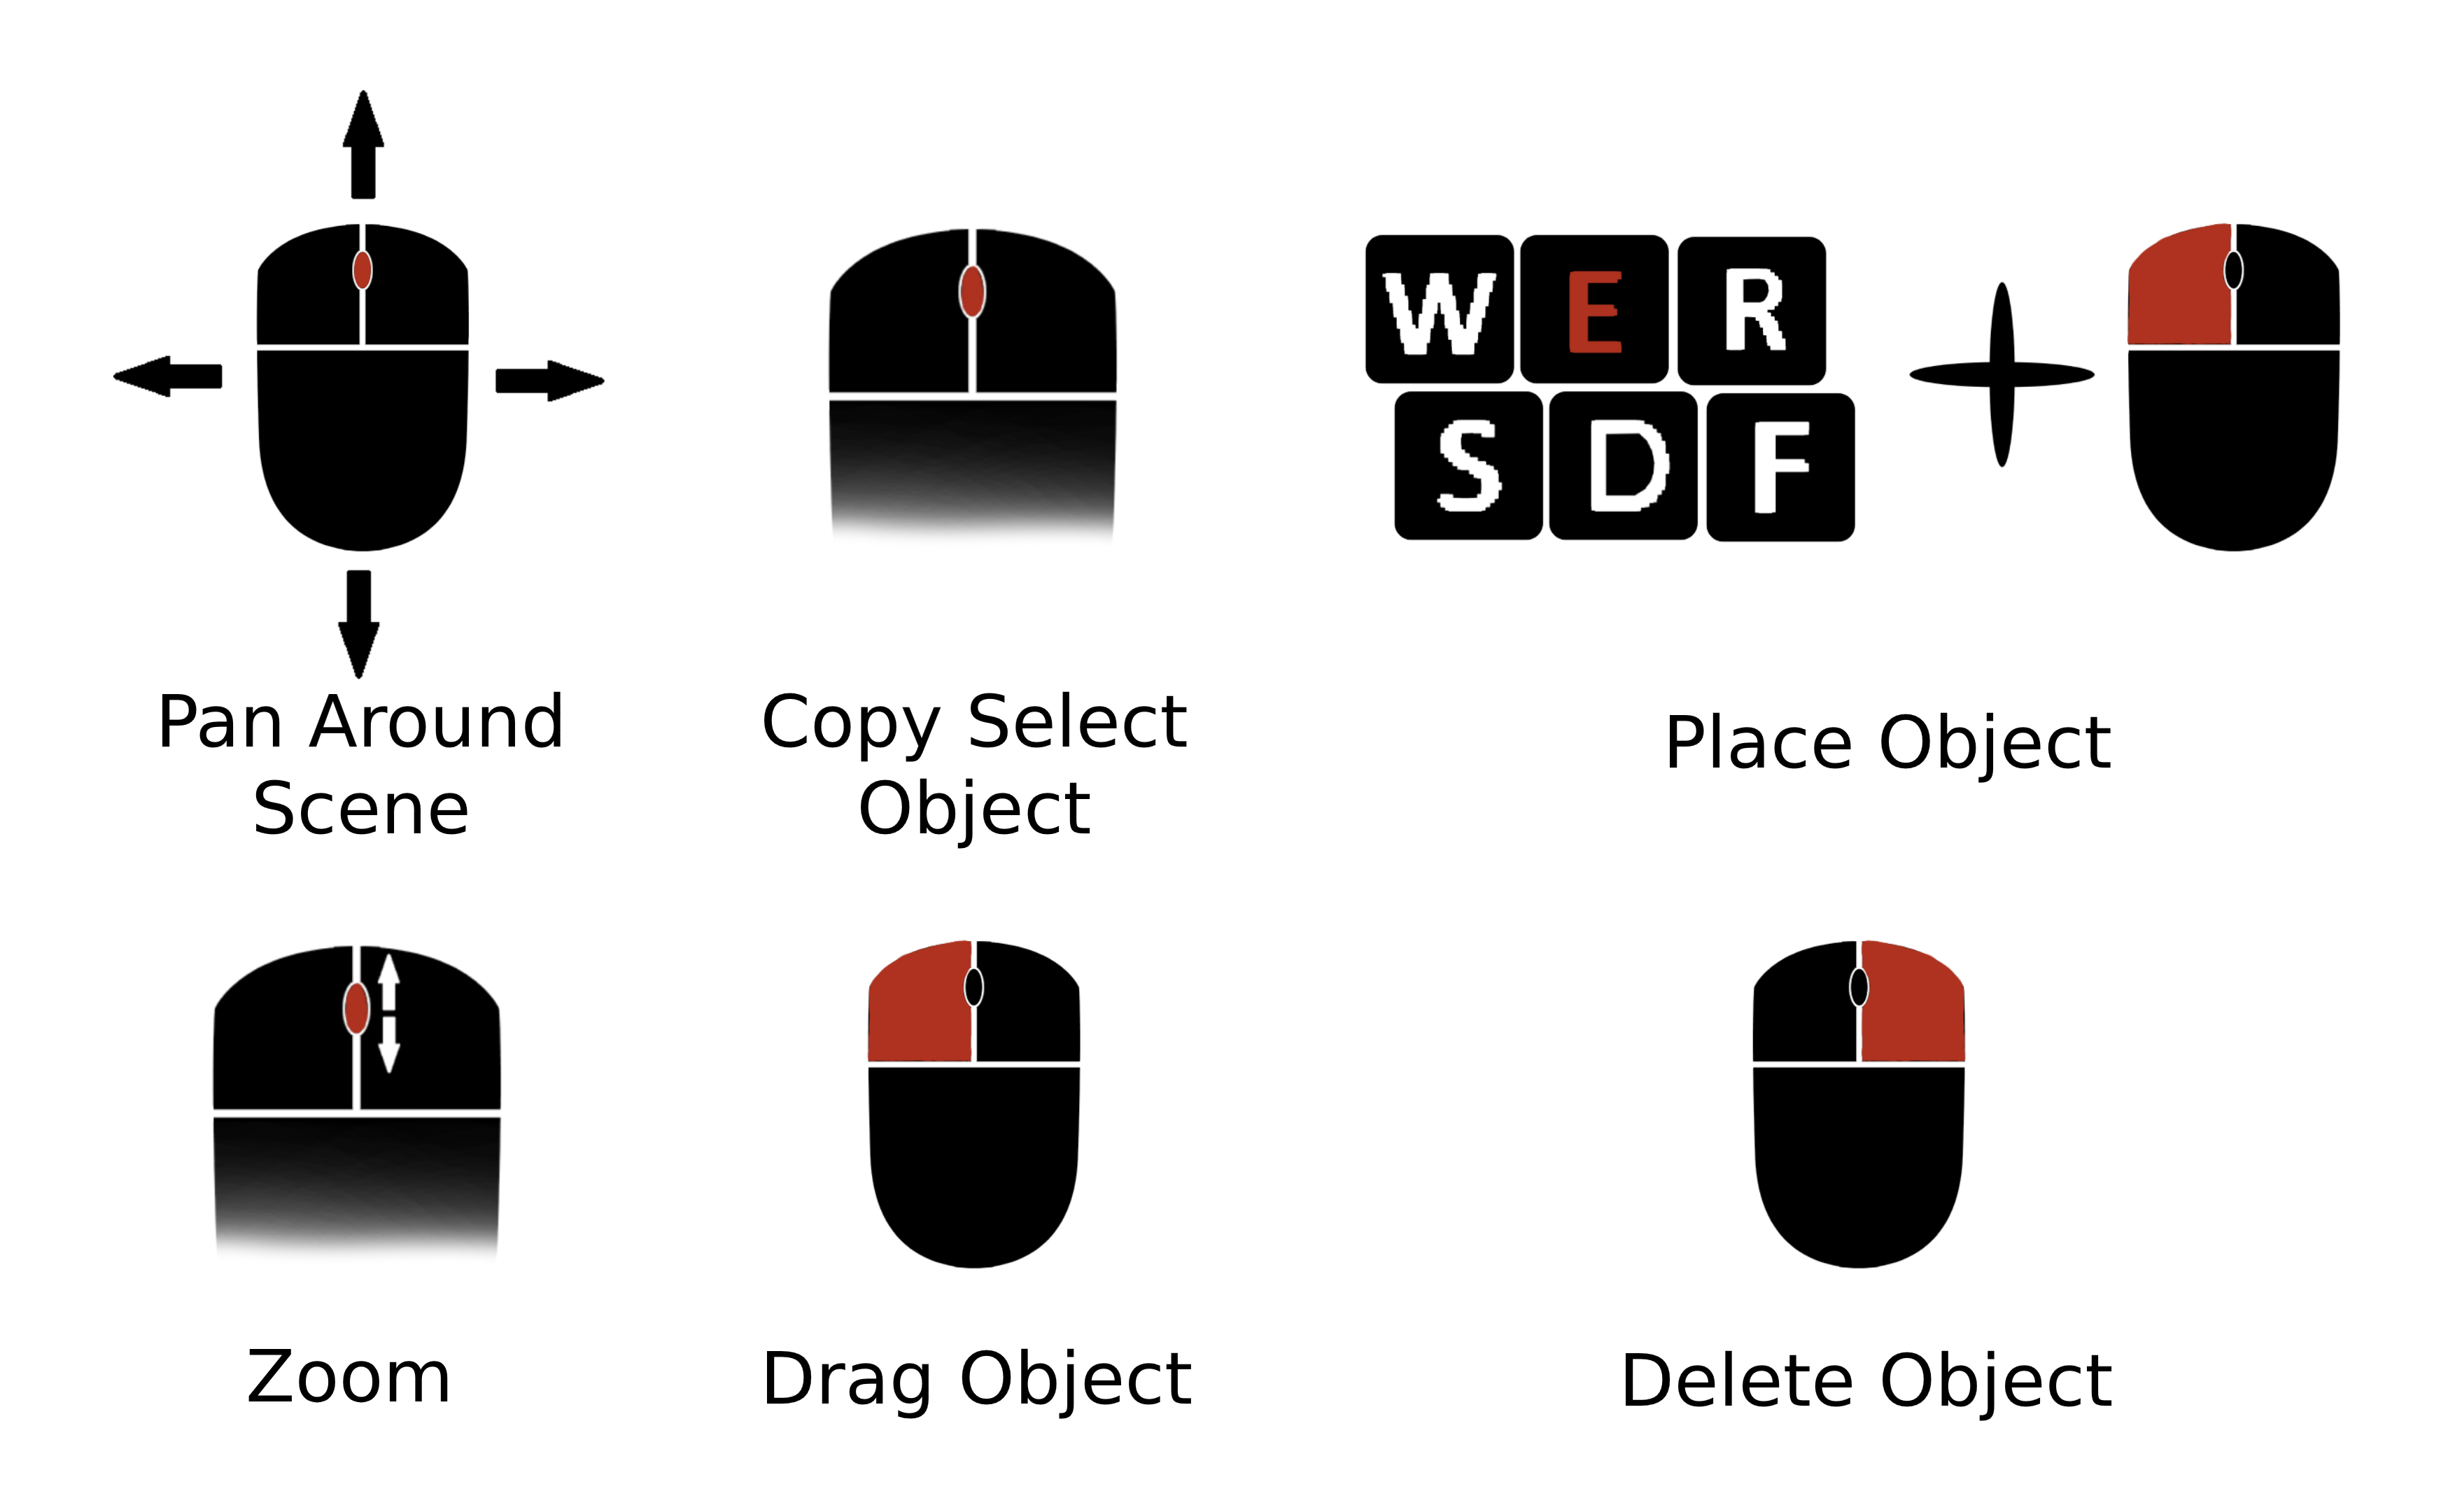 W E R
S D F
Pan Around
Scene
Copy Select
Object
Place Object
Zoom
Drag Object
Delete Object